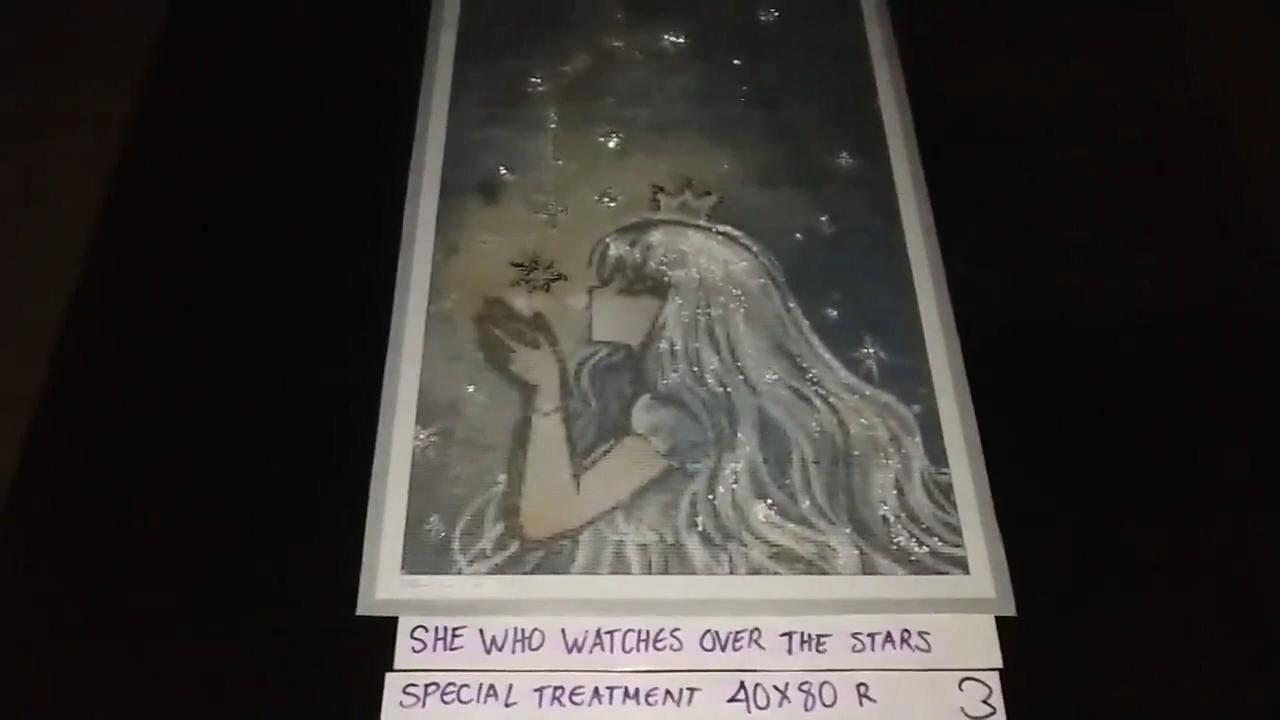 SHE WHO WATCHES OVER THE STARS
SPECIAL TREATMENT 40X80 R 3